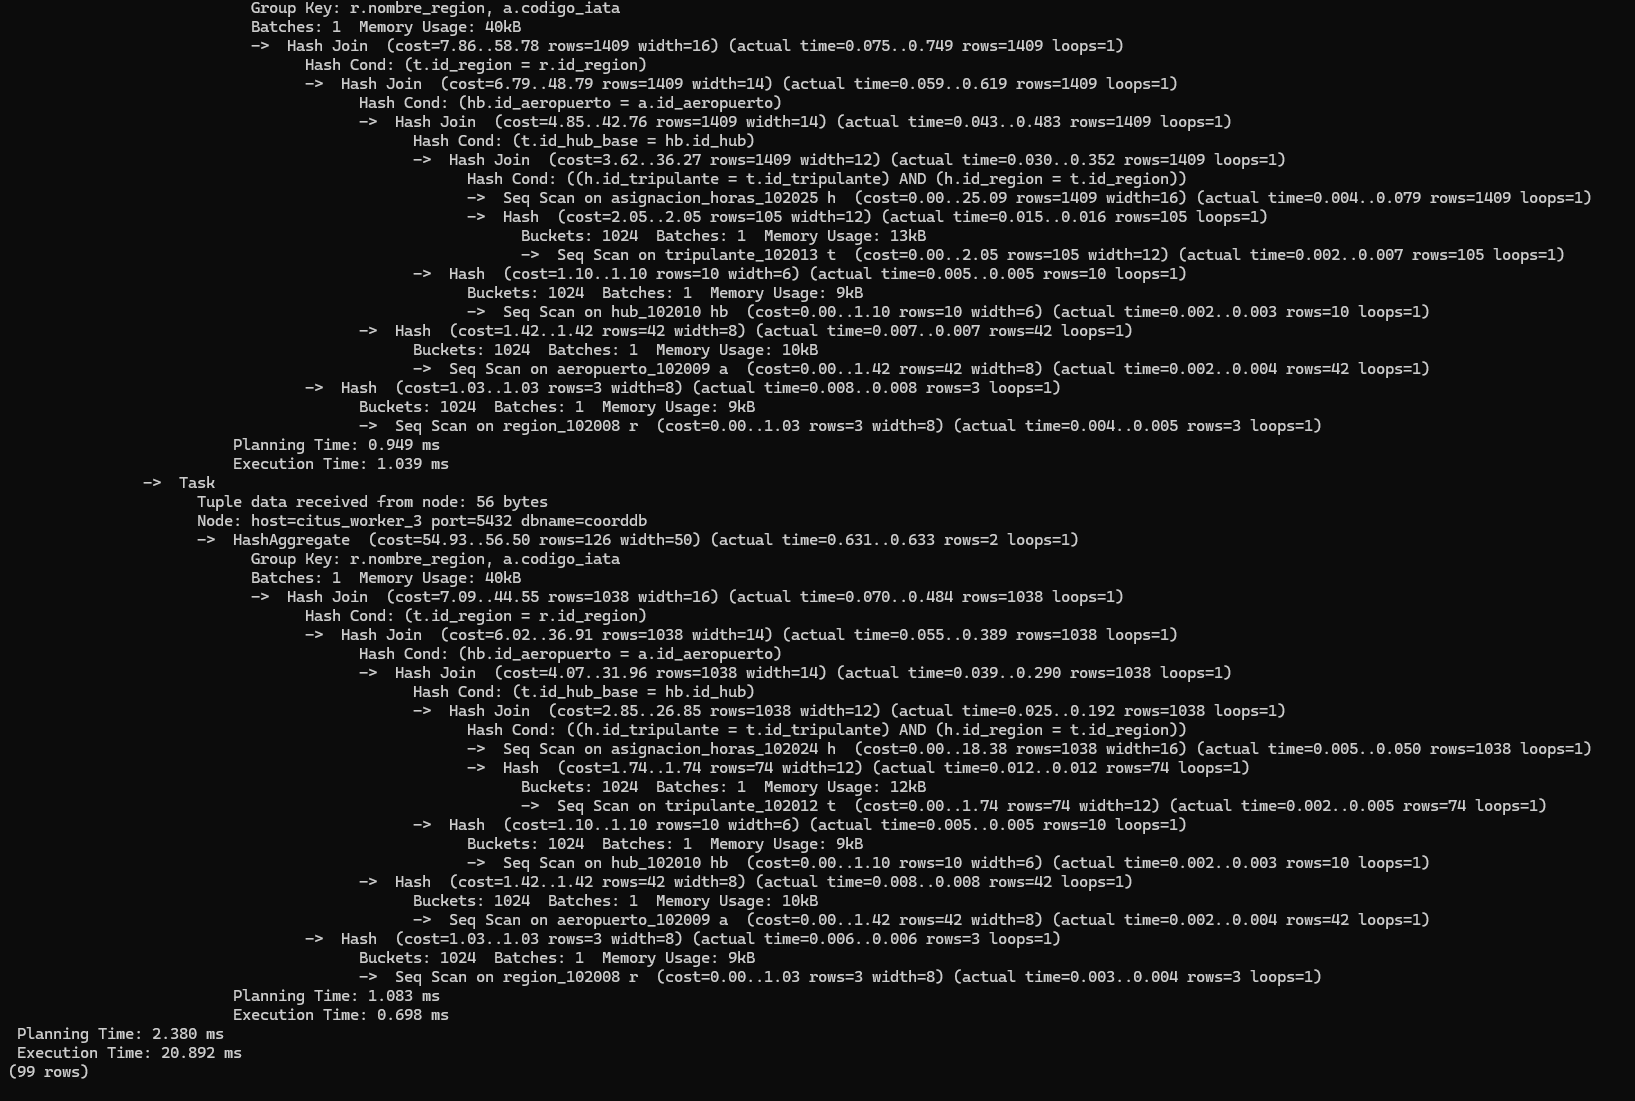 Group Key: r.nombre_region, a.codigo_iata
Batches: 1  Memory Usage: 40kB
->  Hash Join  (cost=7.86..58.78 rows=1409 width=16) (actual time=0.075..0.749 rows=1409 loops=1)
Hash Cond: (t.id_region = r.id_region)
->  Hash Join  (cost=6.79..48.79 rows=1409 width=14) (actual time=0.059..0.619 rows=1409 loops=1)
Hash Cond: (hb.id_aeropuerto = a.id_aeropuerto)
->  Hash Join  (cost=4.85..42.76 rows=1409 width=14) (actual time=0.043..0.483 rows=1409 loops=1)
Hash Cond: (t.id_hub_base = hb.id_hub)
->  Hash Join  (cost=3.62..36.27 rows=1409 width=12) (actual time=0.030..0.352 rows=1409 loops=1)
Hash Cond: ((h.id_tripulante = t.id_tripulante) AND (h.id_region = t.id_region))
->  Seq Scan on asignacion_horas_102025 h  (cost=0.00..25.09 rows=1409 width=16) (actual time=0.004..0.079 rows=1409 loops=1)
->  Hash  (cost=2.05..2.05 rows=105 width=12) (actual time=0.015..0.016 rows=105 loops=1)
Buckets: 1024  Batches: 1  Memory Usage: 13kB
->  Seq Scan on tripulante_102013 t  (cost=0.00..2.05 rows=105 width=12) (actual time=0.002..0.007 rows=105 loops=1)
->  Hash  (cost=1.10..1.10 rows=10 width=6) (actual time=0.005..0.005 rows=10 loops=1)
Buckets: 1024  Batches: 1  Memory Usage: 9kB
->  Seq Scan on hub_102010 hb  (cost=0.00..1.10 rows=10 width=6) (actual time=0.002..0.003 rows=10 loops=1)
->  Hash  (cost=1.42..1.42 rows=42 width=8) (actual time=0.007..0.007 rows=42 loops=1)
Buckets: 1024  Batches: 1  Memory Usage: 10kB
->  Seq Scan on aeropuerto_102009 a  (cost=0.00..1.42 rows=42 width=8) (actual time=0.002..0.004 rows=42 loops=1)
->  Hash  (cost=1.03..1.03 rows=3 width=8) (actual time=0.008..0.008 rows=3 loops=1)
Buckets: 1024  Batches: 1  Memory Usage: 9kB
->  Seq Scan on region_102008 r  (cost=0.00..1.03 rows=3 width=8) (actual time=0.004..0.005 rows=3 loops=1)
Planning Time: 0.949 ms
Execution Time: 1.039 ms
->  Task
Tuple data received from node: 56 bytes
Node: host=citus_worker_3 port=5432 dbname=coorddb
->  HashAggregate  (cost=54.93..56.50 rows=126 width=50) (actual time=0.631..0.633 rows=2 loops=1)
Group Key: r.nombre_region, a.codigo_iata
Batches: 1  Memory Usage: 40kB
->  Hash Join  (cost=7.09..44.55 rows=1038 width=16) (actual time=0.070..0.484 rows=1038 loops=1)
Hash Cond: (t.id_region = r.id_region)
->  Hash Join  (cost=6.02..36.91 rows=1038 width=14) (actual time=0.055..0.389 rows=1038 loops=1)
Hash Cond: (hb.id_aeropuerto = a.id_aeropuerto)
->  Hash Join  (cost=4.07..31.96 rows=1038 width=14) (actual time=0.039..0.290 rows=1038 loops=1)
Hash Cond: (t.id_hub_base = hb.id_hub)
->  Hash Join  (cost=2.85..26.85 rows=1038 width=12) (actual time=0.025..0.192 rows=1038 loops=1)
Hash Cond: ((h.id_tripulante = t.id_tripulante) AND (h.id_region = t.id_region))
->  Seq Scan on asignacion_horas_102024 h  (cost=0.00..18.38 rows=1038 width=16) (actual time=0.005..0.050 rows=1038 loops=1)
->  Hash  (cost=1.74..1.74 rows=74 width=12) (actual time=0.012..0.012 rows=74 loops=1)
Buckets: 1024  Batches: 1  Memory Usage: 12kB
->  Seq Scan on tripulante_102012 t  (cost=0.00..1.74 rows=74 width=12) (actual time=0.002..0.005 rows=74 loops=1)
->  Hash  (cost=1.10..1.10 rows=10 width=6) (actual time=0.005..0.005 rows=10 loops=1)
Buckets: 1024  Batches: 1  Memory Usage: 9kB
->  Seq Scan on hub_102010 hb  (cost=0.00..1.10 rows=10 width=6) (actual time=0.002..0.003 rows=10 loops=1)
->  Hash  (cost=1.42..1.42 rows=42 width=8) (actual time=0.008..0.008 rows=42 loops=1)
Buckets: 1024  Batches: 1  Memory Usage: 10kB
->  Seq Scan on aeropuerto_102009 a  (cost=0.00..1.42 rows=42 width=8) (actual time=0.002..0.004 rows=42 loops=1)
->  Hash  (cost=1.03..1.03 rows=3 width=8) (actual time=0.006..0.006 rows=3 loops=1)
Buckets: 1024  Batches: 1  Memory Usage: 9kB
->  Seq Scan on region_102008 r  (cost=0.00..1.03 rows=3 width=8) (actual time=0.003..0.004 rows=3 loops=1)
Planning Time: 1.083 ms
Execution Time: 0.698 ms
Planning Time: 2.380 ms
Execution Time: 20.892 ms
(99 rows)